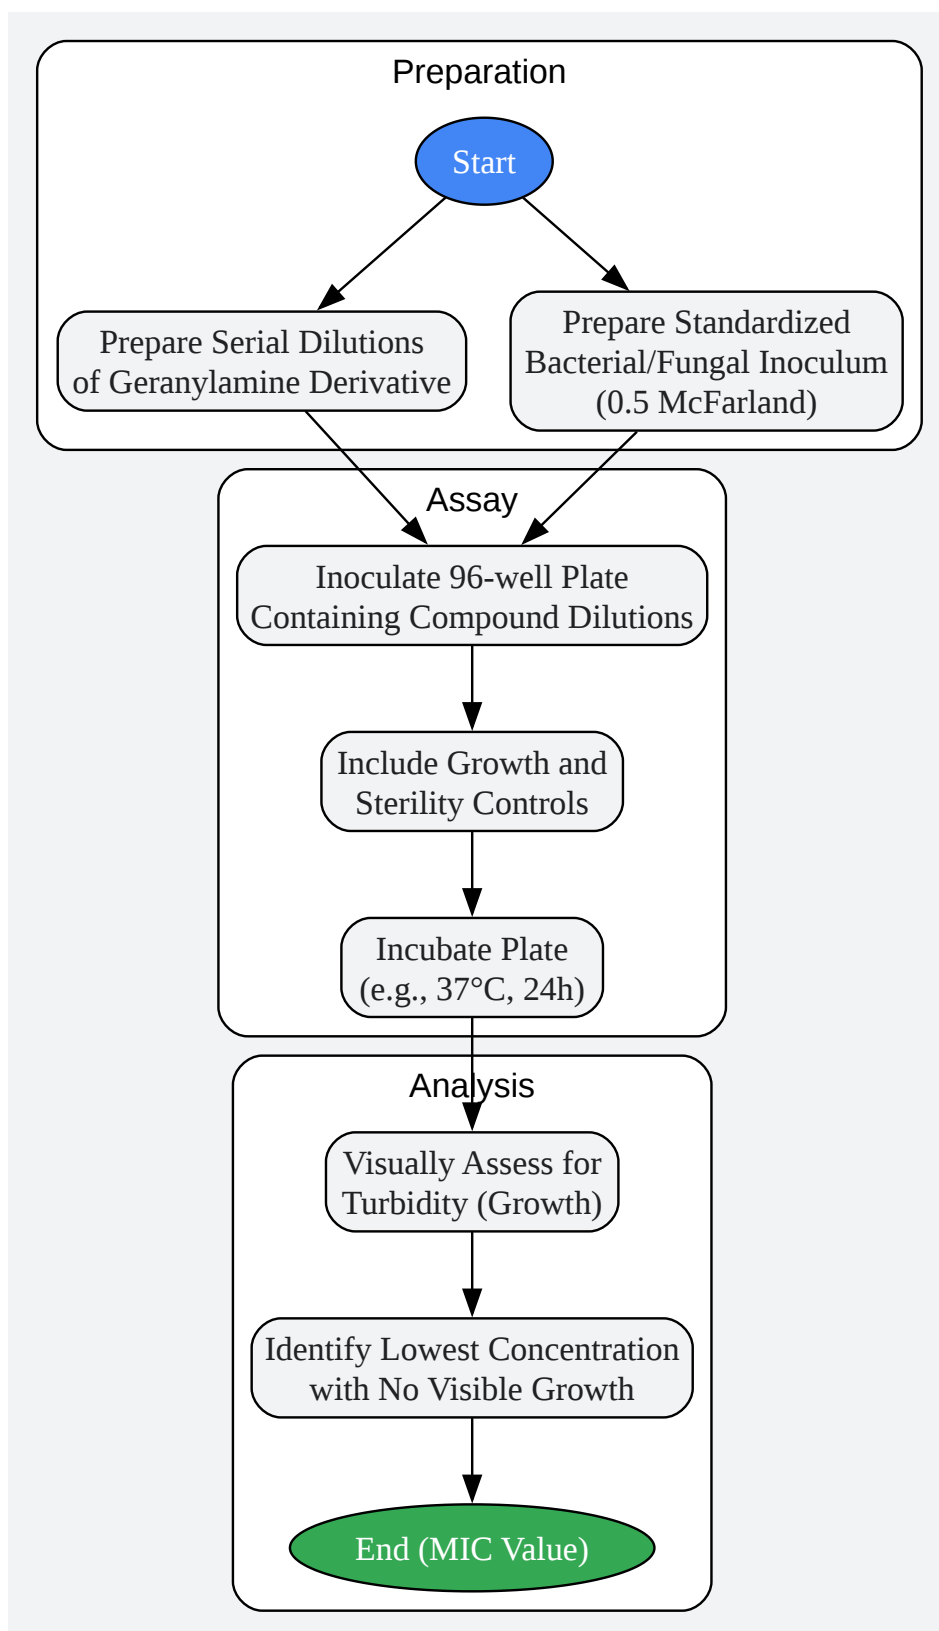 Preparation
Start
Prepare Serial Dilutions
of Geranylamine Derivative
Prepare Standardized
Bacterial/Fungal Inoculum
(0.5 McFarland)
Assay
Inoculate 96-well Plate
Containing Compound Dilutions
Include Growth and
Sterility Controls
Incubate Plate
(e.g., 37°C, 24h)
Analysis
Visually Assess for
Turbidity (Growth)
Identify Lowest Concentration
with No Visible Growth
End (MIC Value)